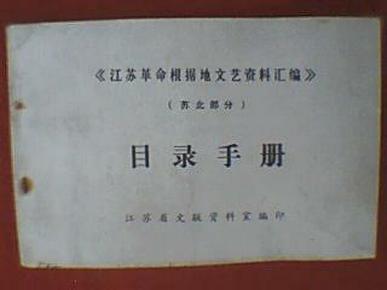 《江苏革命根据地文艺资料汇编》
（苏北部分）
目录手册
江苏省文联资料室编印